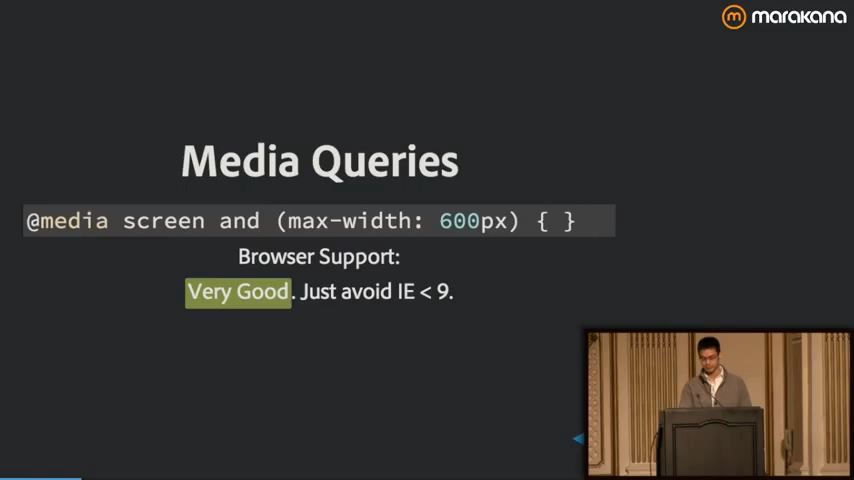 m marakana
Media Queries
@media screen and (max-width: 600px) { }
Browser Support:
Very Good. Just avoid IE < 9.